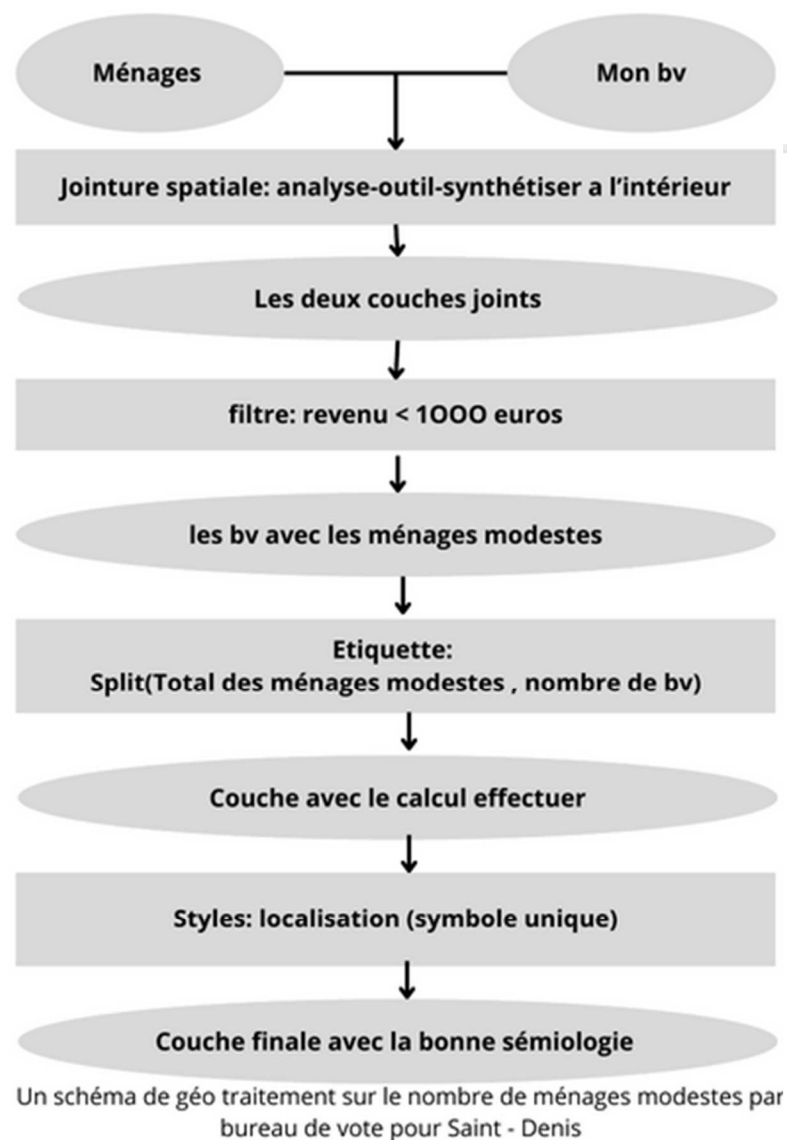 Ménages
Mon bv
Jointure spatiale: analyse-outil-synthétiser a l'intérieur
Les deux couches joints
filtre: revenu < 1OOO euros
les bv avec les ménages modestes
Etiquette:
Split(Total des ménages modestes , nombre de bv)
Couche avec le calcul effectuer
Styles: localisation (symbole unique)
Couche finale avec la bonne sémiologie
Un schéma de géo traitement sur le nombre de ménages modestes par
bureau de vote pour Saint - Denis